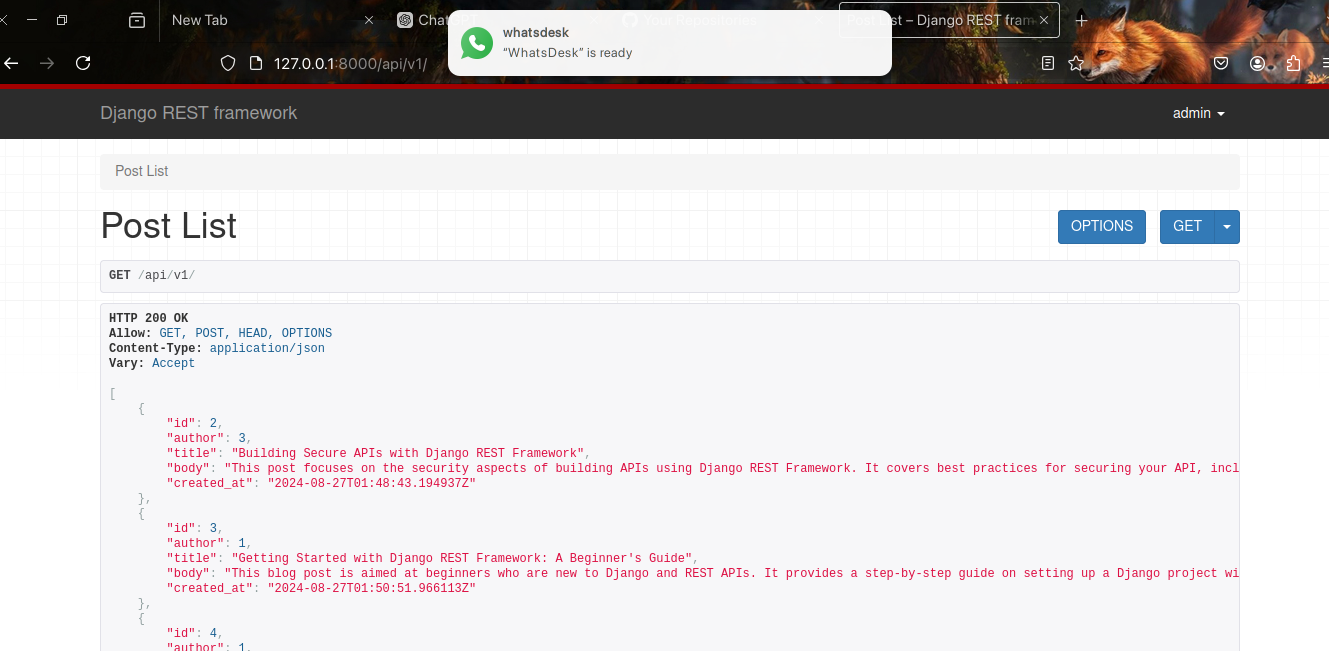 New Tab
Chat
whatsdesk
“WhatsDesk” is ready
Your Repositories
Post List – Django REST fram
127.0.0.1:8000/api/v1/
Django REST framework
admin
Post List
Post List
OPTIONS
GET
GET /api/v1/
HTTP 200 OK
Allow: GET, POST, HEAD, OPTIONS
Content-Type: application/json
Vary: Accept
[
{
"id": 2,
"author": 3,
"title": "Building Secure APIs with Django REST Framework",
"body": "This post focuses on the security aspects of building APIs using Django REST Framework. It covers best practices for securing your API, incl
"created_at": "2024-08-27T01:48:43.194937Z"
},
{
"id": 3,
"author": 1,
"title": "Getting Started with Django REST Framework: A Beginner's Guide",
"body": "This blog post is aimed at beginners who are new to Django and REST APIs. It provides a step-by-step guide on setting up a Django project wi
"created_at": "2024-08-27T01:50:51.966113Z"
},
{
"id": 4,
"author": 1,